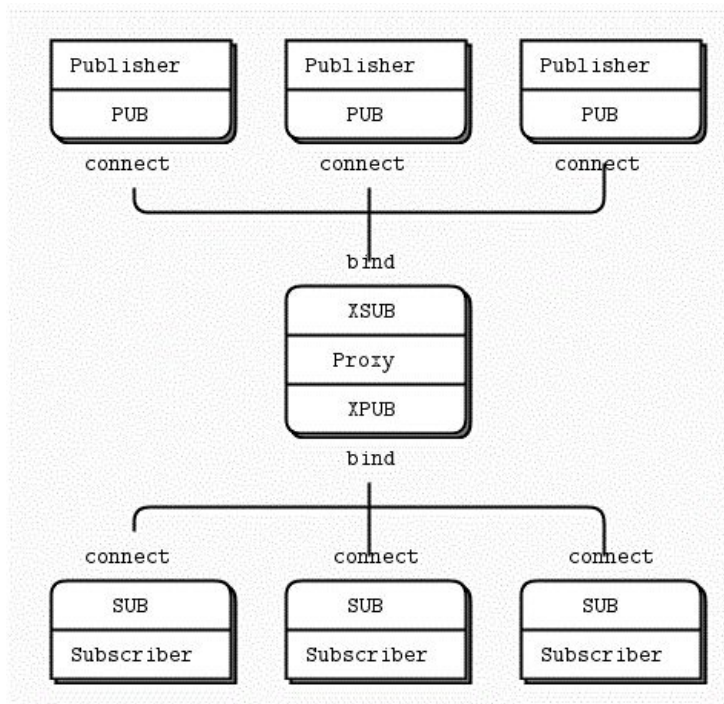 Publisher Publisher Publisher
PUB PUB PUB
connect connect connect
bind
XSUB
Proxy
XPUB
bind
connect connect connect
SUB SUB SUB
Subscriber Subscriber Subscriber